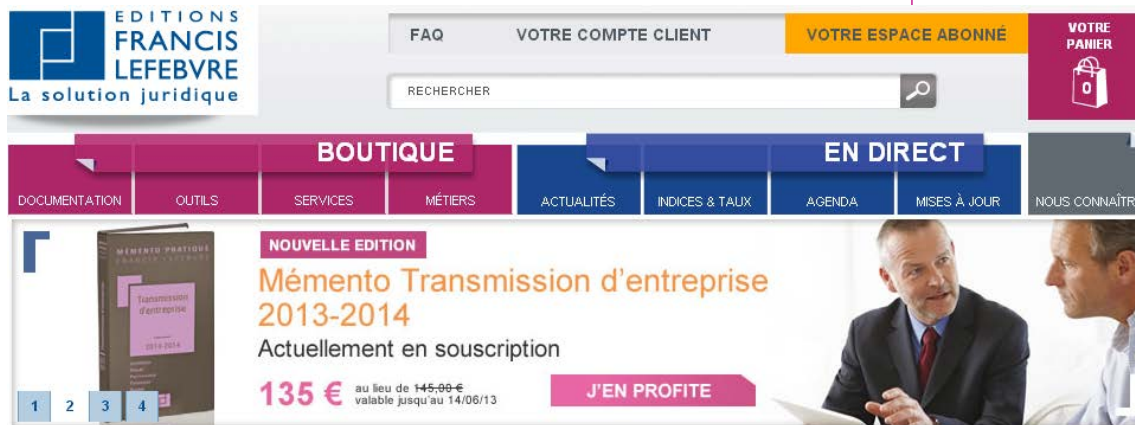 EDITIONS
FRANCIS
LEFEBVRE
La solution juridique
FAQ
VOTRE COMPTE CLIENT
VOTRE ESPACE ABONNÉ
VOTRE
PANIER
0
RECHERCHER
BOUTIQUE
EN DIRECT
DOCUMENTATION
OUTILS
SERVICES
MÉTIERS
ACTUALITÉS
INDICES & TAUX
AGENDA
MISES À JOUR
NOUS CONNAÎTR
MÉMENTO PRATIQUE
FRANCIS LEFEBVRE
Transmission
d'entreprise
2013-2014
NOUVELLE EDITION
Mémento Transmission d'entreprise
2013-2014
Actuellement en souscription
135 € au lieu de 145,00 €
valable jusqu'au 14/06/13
J'EN PROFITE
1 2 3 4